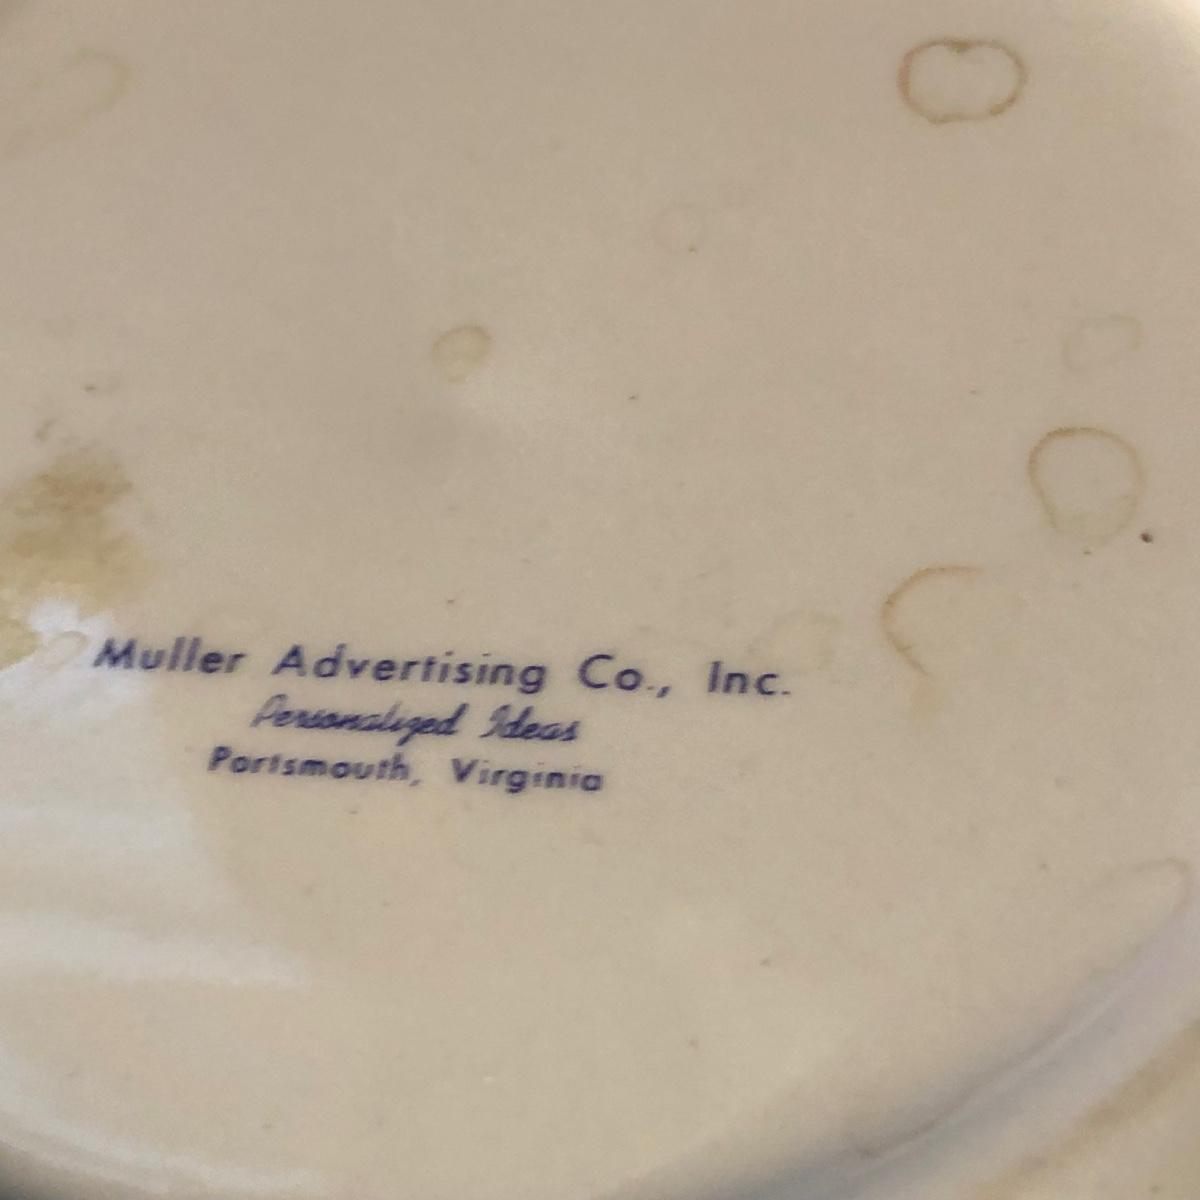 Muller Advertising Co., Inc.
Personalized Ideas
Portsmouth, Virginia